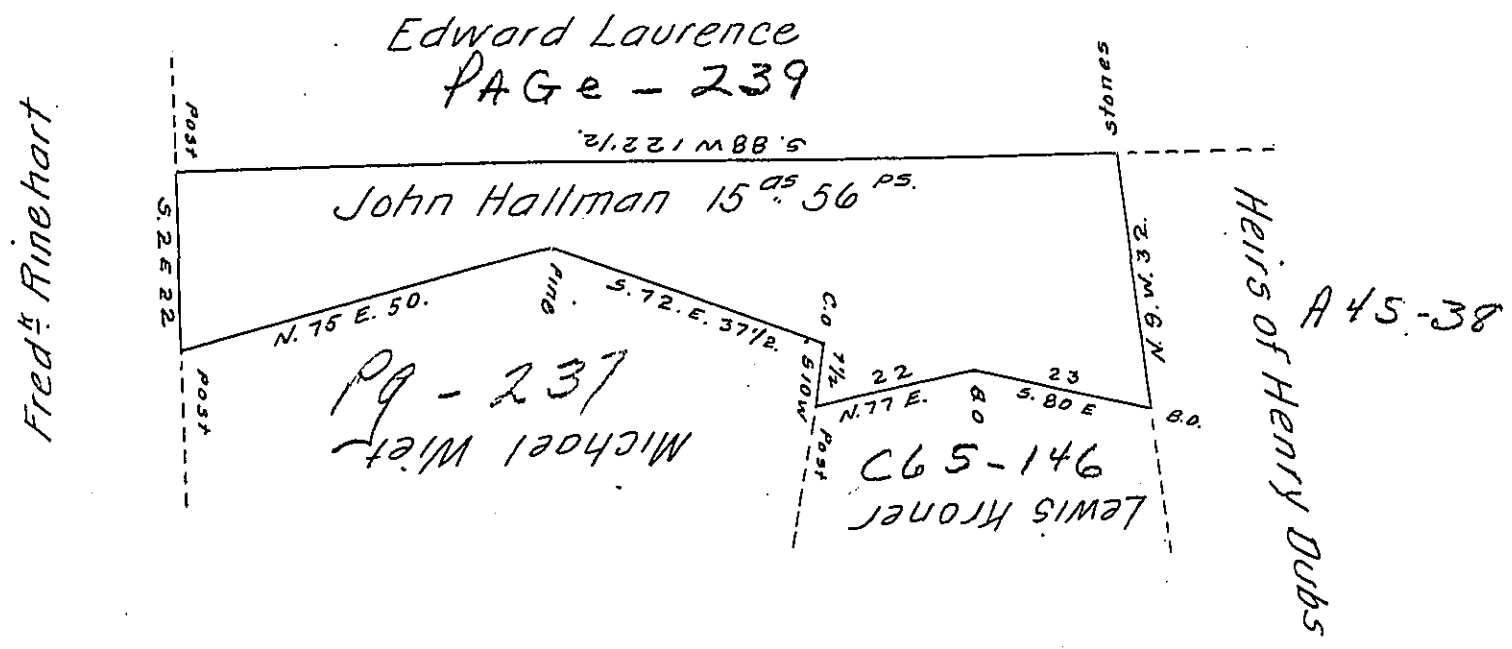 Edward Laurence
PAGe - 239
S. 88 W 122 1/2.
John Hallman 15 as. 56 ps.
Post
stones
Fredk Rinehart
S. 2 E 22
N. 75 E. 50.
Pine
S. 72. E. 37 1/2.
C.O
7 1/2
S 10 W
Post
22
N. 77 E.
B O
23
S. 80 E
B.O.
N. 6. W. 32.
Heirs of Henry Dubs
A 45-38
Post
Pg - 237
Michael Wiet
C65-146
Lewis Kroner